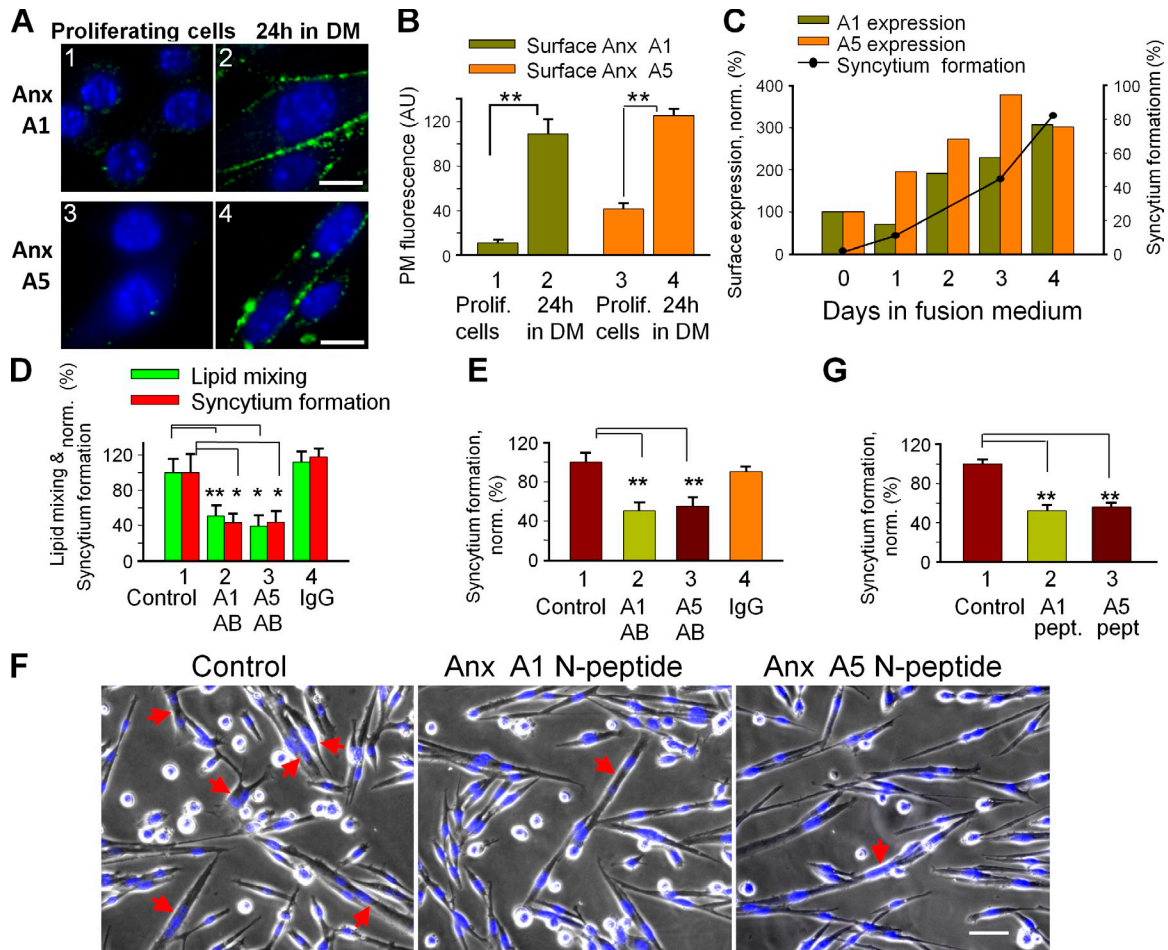 A
Proliferating cells 24h in DM
Anx A1
1
2
Anx A5
3
4
B
Surface Anx A1
Surface Anx A5
PM fluorescence (AU)
120
80
40
0
**
**
1 2 3 4
Prolif. cells
24h in DM
Prolif. cells
24h in DM
C
A1 expression
A5 expression
Syncytium formation
Surface expression, norm. (%)
400
300
200
100
0
100
80
60
40
20
0
Syncytium formationnm (%)
0 1 2 3 4
Days in fusion medium
D
Lipid mixing
Syncytium formation
Lipid mixing & norm. (%)
Syncytium formation
120
80
40
0
** * * *
1 2 3 4
Control
A1 AB
A5 AB
IgG
E
Syncytium formation,
norm. (%)
120
80
40
0
** **
1 2 3 4
Control
A1 AB
A5 AB
IgG
G
Syncytium formation,
norm. (%)
120
80
40
0
** **
1 2 3
Control
A1 pept.
A5 pept
F
Control
Anx A1 N-peptide
Anx A5 N-peptide